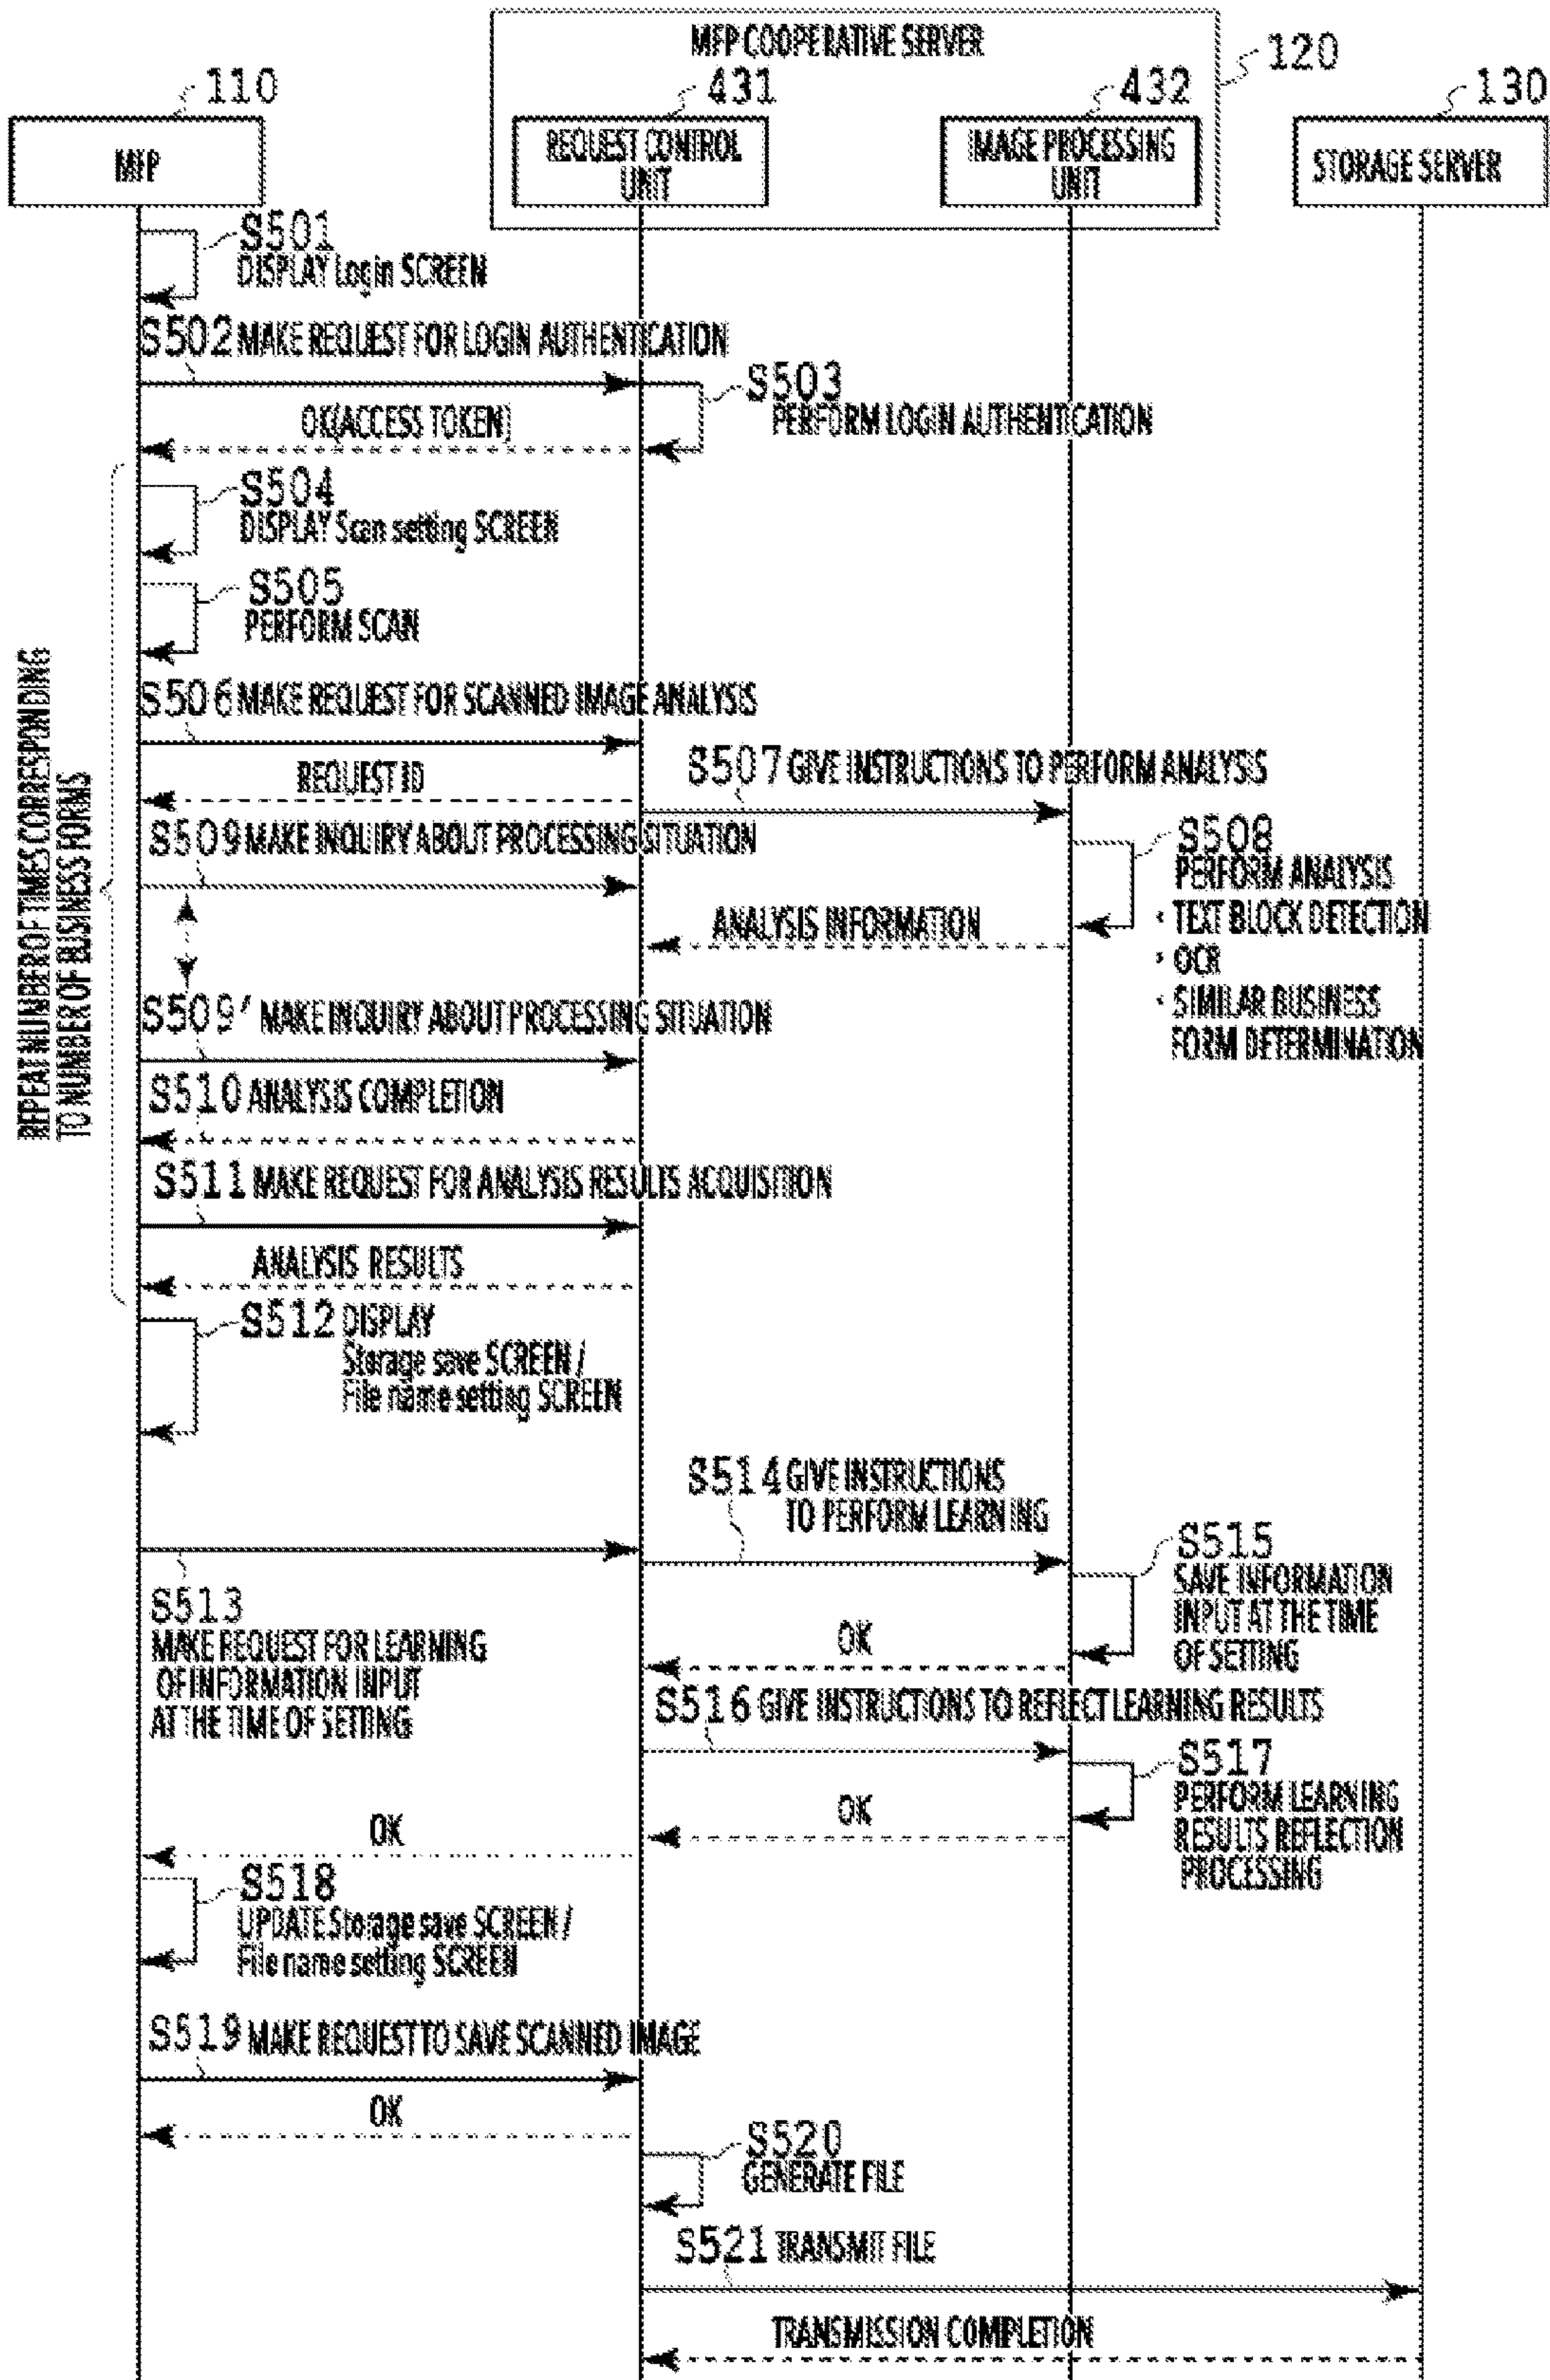 MFP COOPERATIVE SERVER
120
110
431
432
130
MFP
REQUEST CONTROL
UNIT
IMAGE PROCESSING
UNIT
STORAGE SERVER
S501
DISPLAY Login SCREEN
S502 MAKE REQUEST FOR LOGIN AUTHENTICATION
S503
PERFORM LOGIN AUTHENTICATION
OK(ACCESS TOKEN)
S504
DISPLAY Scan setting SCREEN
S505
PERFORM SCAN
REPEAT NUMBER OF TIMES CORRESPONDING
TO NUMBER OF BUSINESS FORMS
S506 MAKE REQUEST FOR SCANNED IMAGE ANALYSIS
REQUEST ID
S507 GIVE INSTRUCTIONS TO PERFORM ANALYSIS
S509 MAKE INQUIRY ABOUT PROCESSING SITUATION
S508
PERFORM ANALYSIS
· TEXT BLOCK DETECTION
· OCR
· SIMILAR BUSINESS
FORM DETERMINATION
ANALYSIS INFORMATION
S509' MAKE INQUIRY ABOUT PROCESSING SITUATION
S510 ANALYSIS COMPLETION
S511 MAKE REQUEST FOR ANALYSIS RESULTS ACQUISITION
ANALYSIS RESULTS
S512 DISPLAY
Storage save SCREEN /
File name setting SCREEN
S514 GIVE INSTRUCTIONS
TO PERFORM LEARNING
S513
MAKE REQUEST FOR LEARNING
OF INFORMATION INPUT
AT THE TIME OF SETTING
S515
SAVE INFORMATION
INPUT AT THE TIME
OF SETTING
OK
S516 GIVE INSTRUCTIONS TO REFLECT LEARNING RESULTS
S517
PERFORM LEARNING
RESULTS REFLECTION
PROCESSING
OK
OK
S518
UPDATE Storage save SCREEN /
File name setting SCREEN
S519 MAKE REQUEST TO SAVE SCANNED IMAGE
OK
S520
GENERATE FILE
S521 TRANSMIT FILE
TRANSMISSION COMPLETION